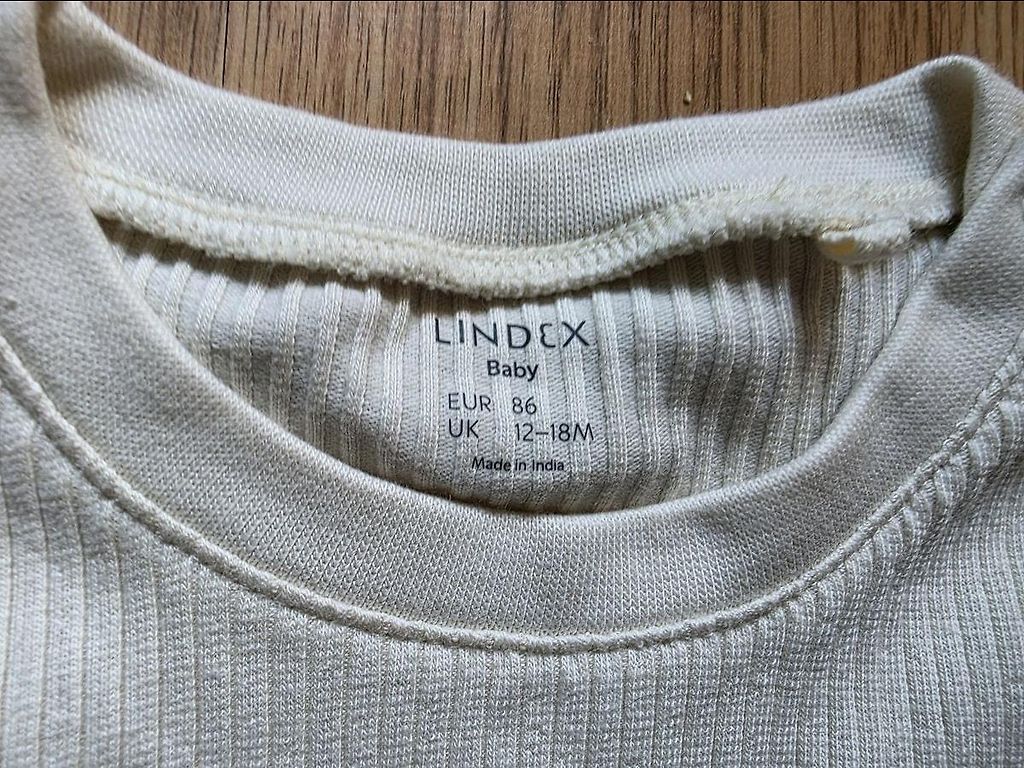 LINDEX
Baby
EUR 86
UK 12–18M
Made in India